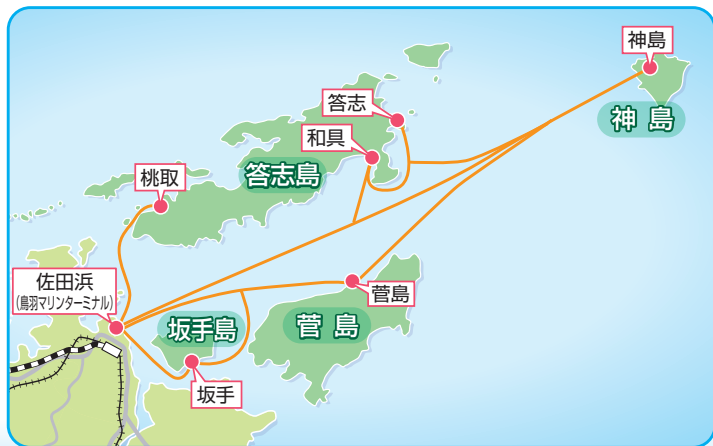 神島
神島
答志
和具
答志島
桃取
佐田浜
(鳥羽マリンターミナル)
菅島
菅島
坂手島
坂手